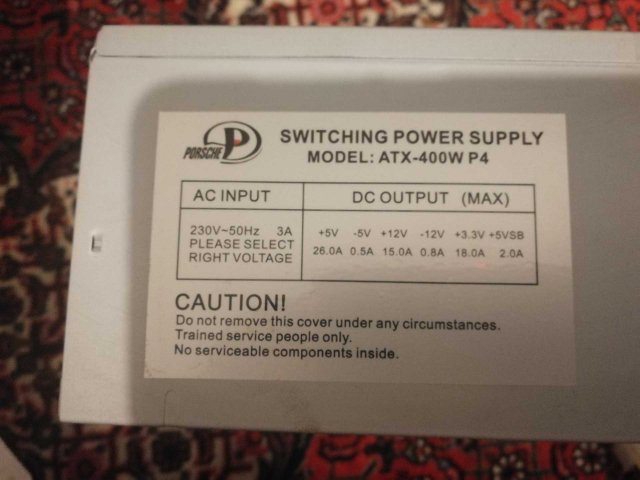 PORSCHE
SWITCHING POWER SUPPLY
MODEL: ATX-400W P4
AC INPUT
DC OUTPUT (MAX)
230V~50Hz 3A
PLEASE SELECT
RIGHT VOLTAGE
+5V -5V +12V -12V +3.3V +5VSB
26.0A 0.5A 15.0A 0.8A 18.0A 2.0A
CAUTION!
Do not remove this cover under any circumstances.
Trained service people only.
No serviceable components inside.